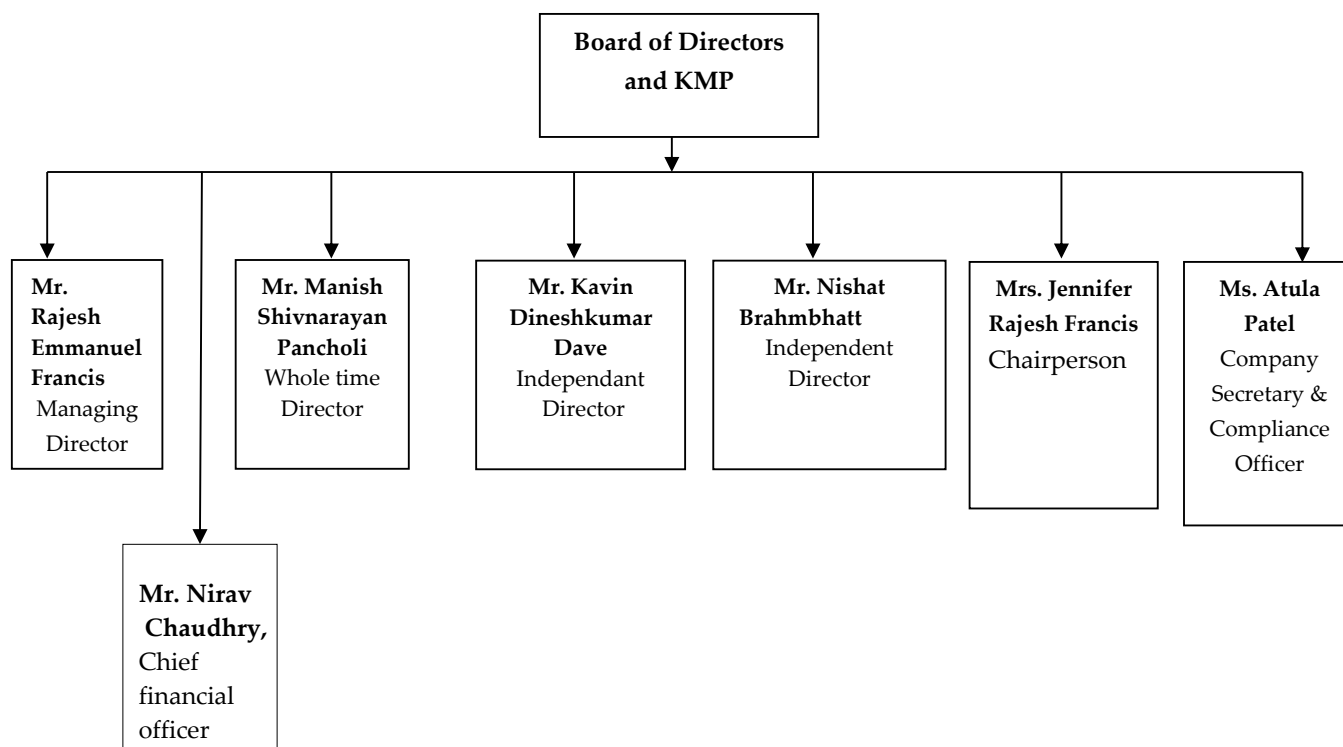 Board of Directors
and KMP
Mr.
Rajesh
Emmanuel
Francis
Managing
Director
Mr. Manish
Shivnarayan
Pancholi
Whole time
Director
Mr. Kavin
Dineshkumar
Dave
Independant
Director
Mr. Nishat
Brahmbhatt
Independent
Director
Mrs. Jennifer
Rajesh Francis
Chairperson
Ms. Atula
Patel
Company
Secretary &
Compliance
Officer
Mr. Nirav
Chaudhry,
Chief
financial
officer